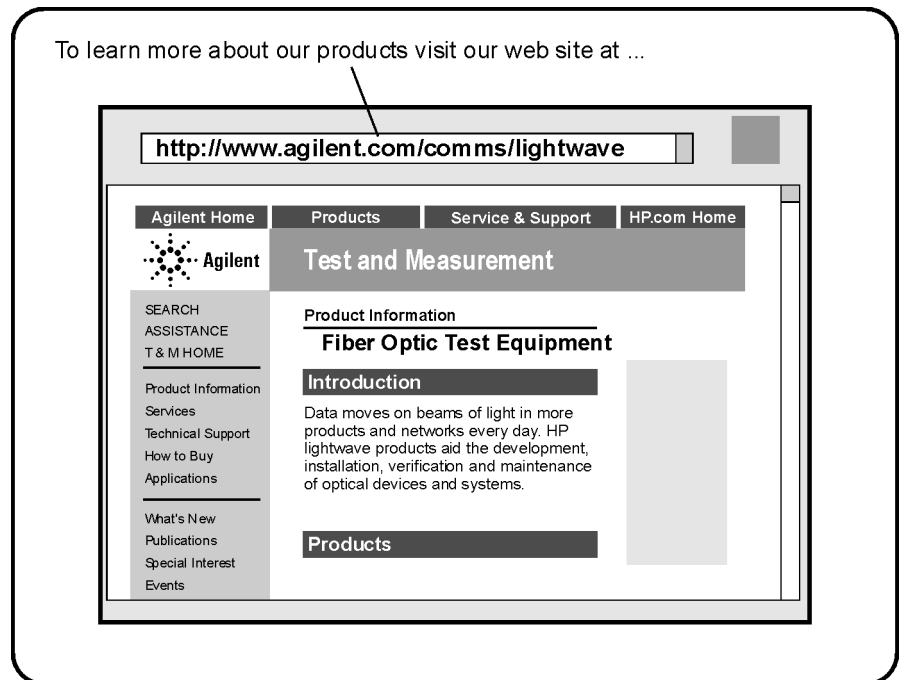 To learn more about our products visit our web site at ...
http://www.agilent.com/comms/lightwave
Agilent Home
Products
Service & Support
HP.com Home
Agilent
Test and Measurement
SEARCH
ASSISTANCE
T & M HOME
Product Information
Services
Technical Support
How to Buy
Applications
What's New
Publications
Special Interest
Events
Product Information
Fiber Optic Test Equipment
Introduction
Data moves on beams of light in more
products and networks every day. HP
lightwave products aid the development,
installation, verification and maintenance
of optical devices and systems.
Products